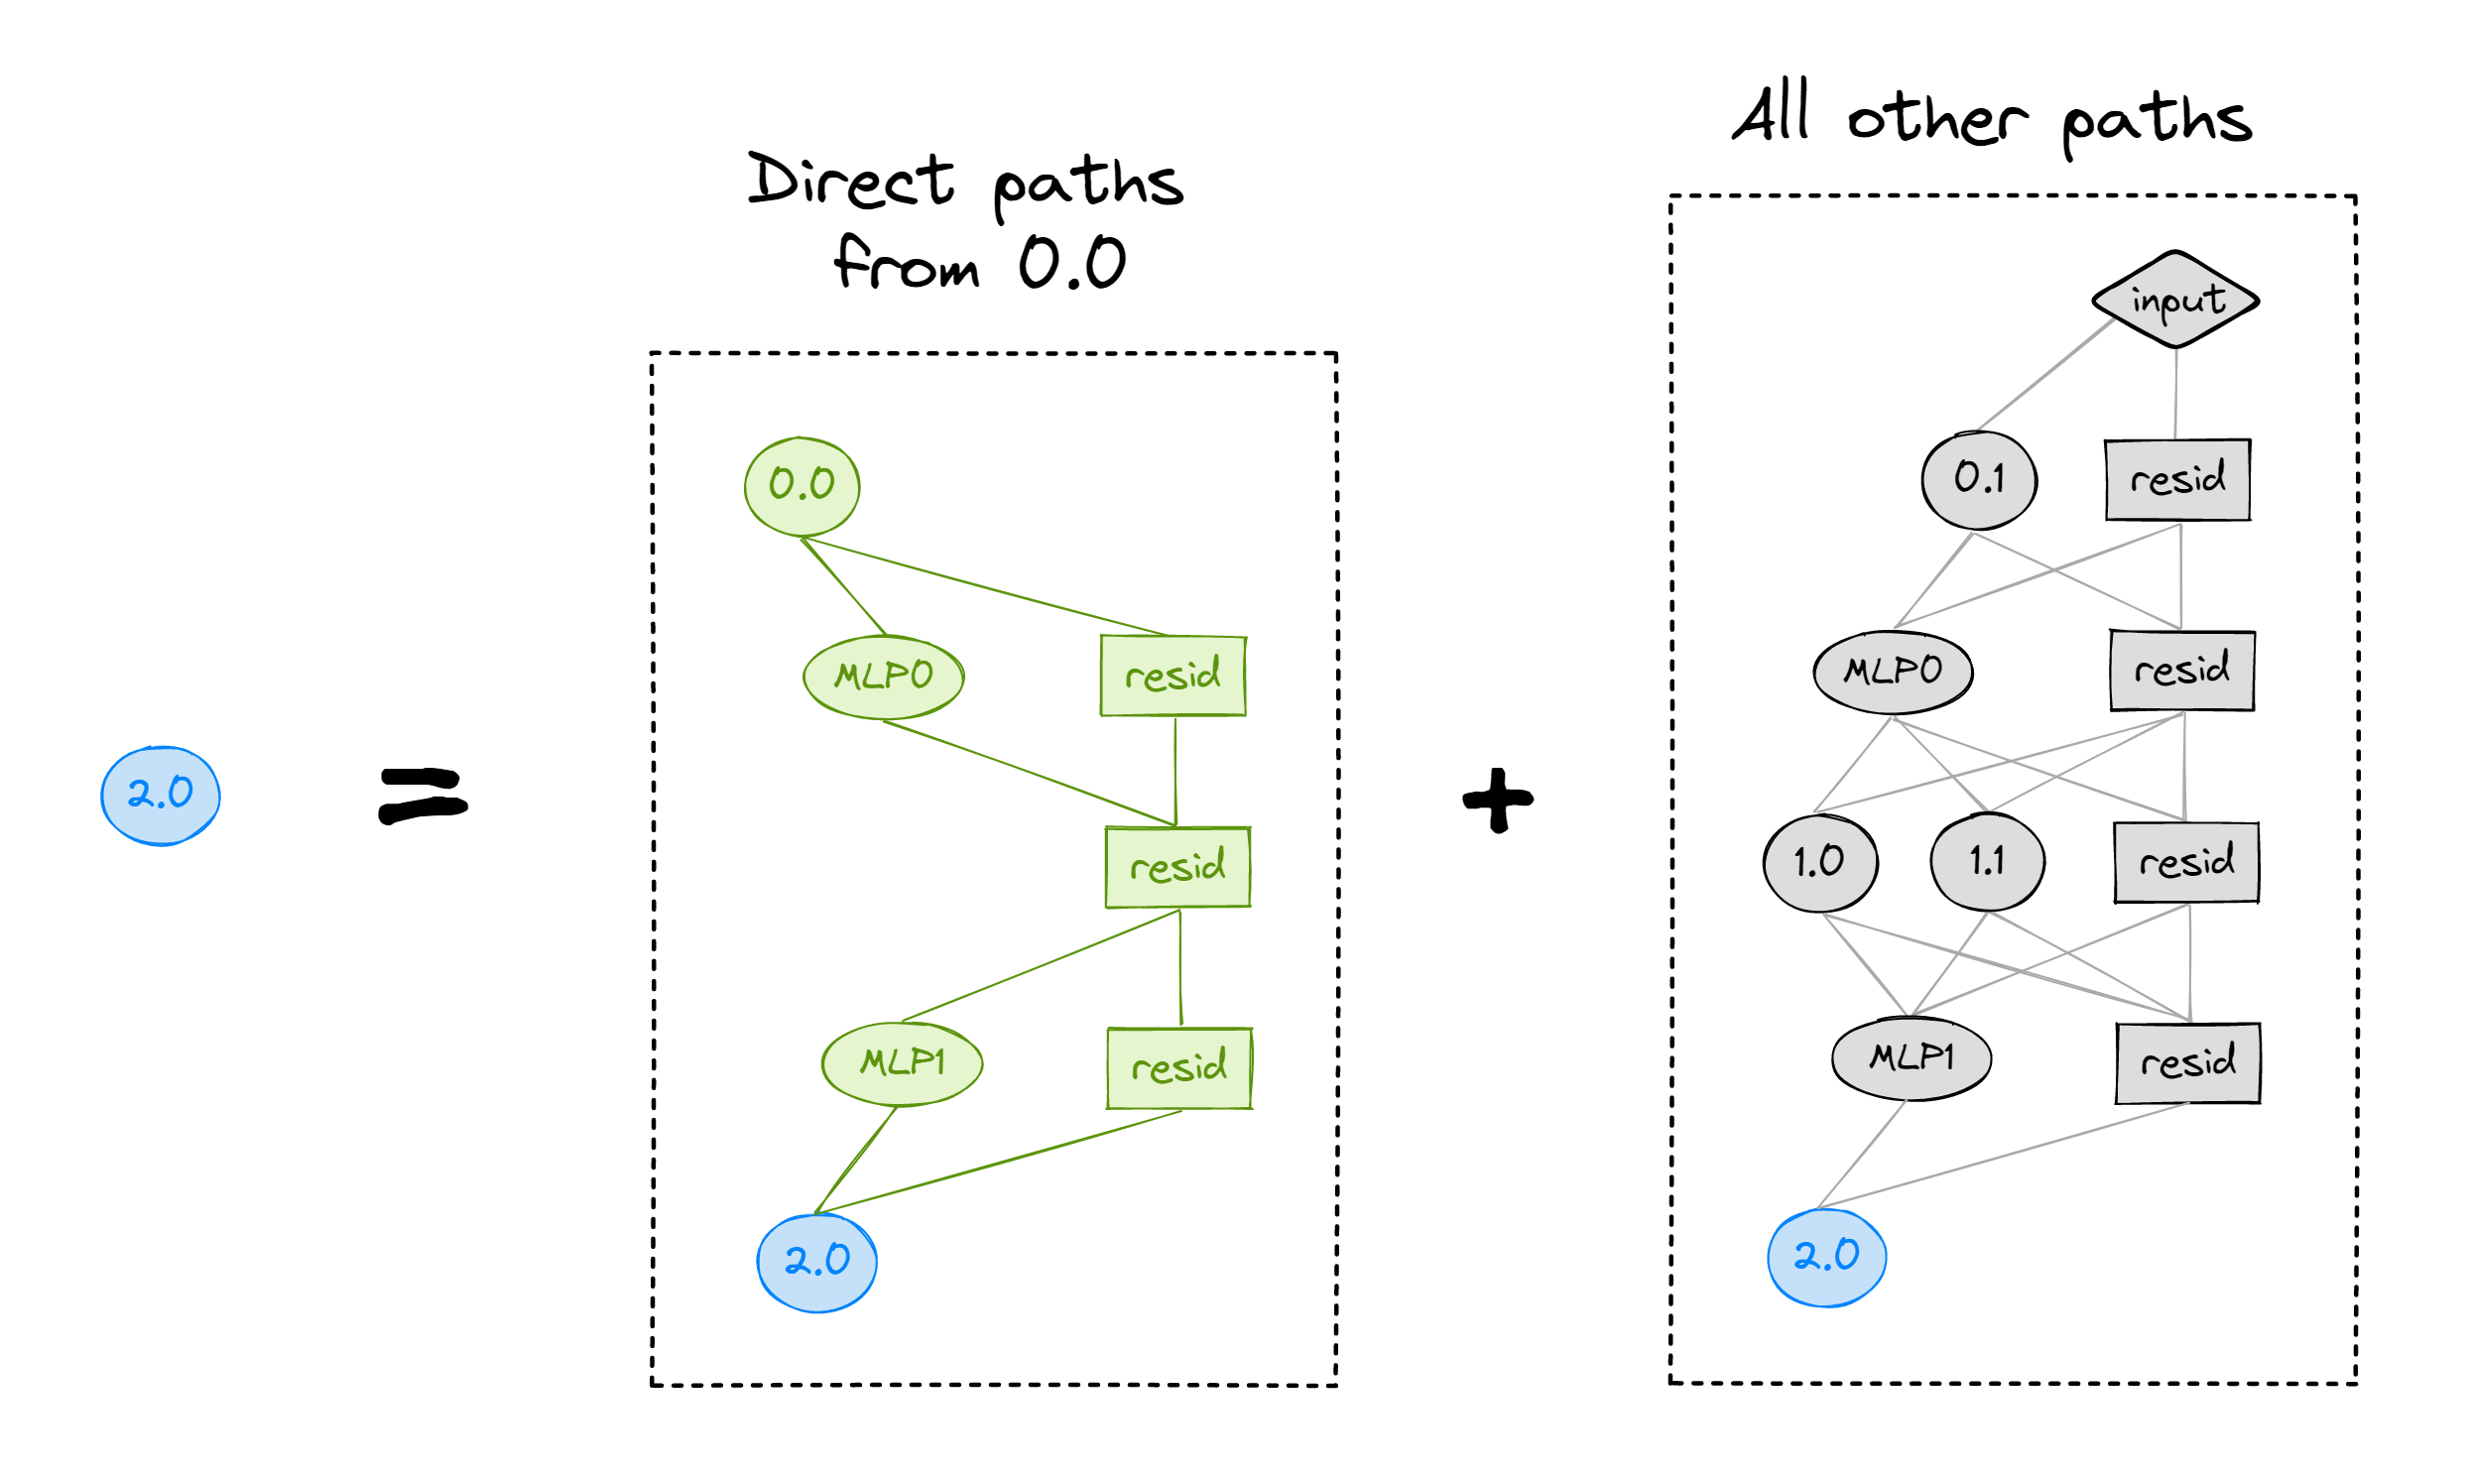 2.0
=
Direct paths
from 0.0
0.0
MLP0
resid
resid
MLP1
resid
2.0
+
All other paths
input
0.1
resid
MLP0
resid
1.0
1.1
resid
MLP1
resid
2.0